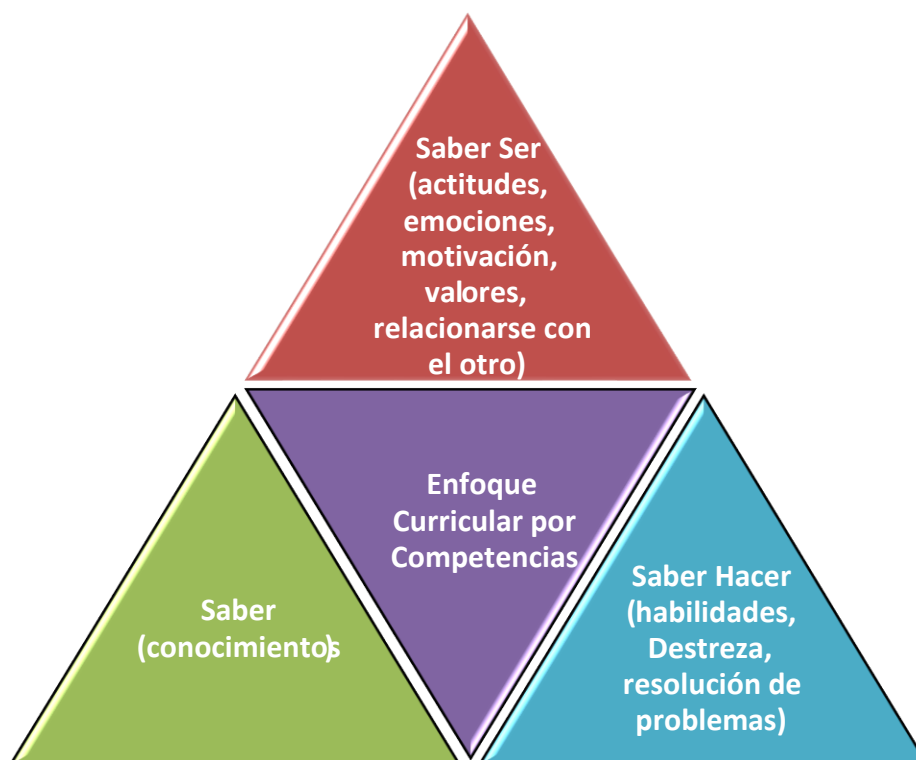 Saber Ser
(actitudes,
emociones,
motivación,
valores,
relacionarse con
el otro)
Enfoque
Curricular por
Competencias
Saber
(conocimientos)
Saber Hacer
(habilidades,
Destreza,
resolución de
problemas)